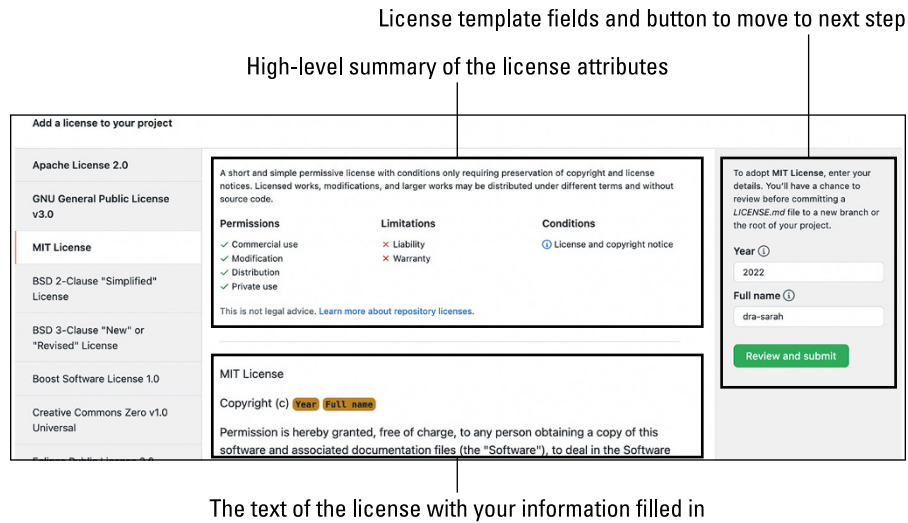 License template fields and button to move to next step
High-level summary of the license attributes
Add a license to your project
Apache License 2.0
GNU General Public License
v3.0
MIT License
BSD 2-Clause "Simplified"
License
BSD 3-Clause "New" or
"Revised" License
Boost Software License 1.0
Creative Commons Zero v1.0
Universal
A short and simple permissive license with conditions only requiring preservation of copyright and license
notices. Licensed works, modifications, and larger works may be distributed under different terms and without
source code.
Permissions
Commercial use
Modification
Distribution
Private use
Limitations
Liability
Warranty
Conditions
License and copyright notice
This is not legal advice. Learn more about repository licenses.
MIT License
Copyright (c) Year Full name
Permission is hereby granted, free of charge, to any person obtaining a copy of this
software and associated documentation files (the "Software"), to deal in the Software
To adopt MIT License, enter your
details. You'll have a chance to
review before committing a
LICENSE.md file to a new branch or
the root of your project.
Year
2022
Full name
dra-sarah
Review and submit
The text of the license with your information filled in